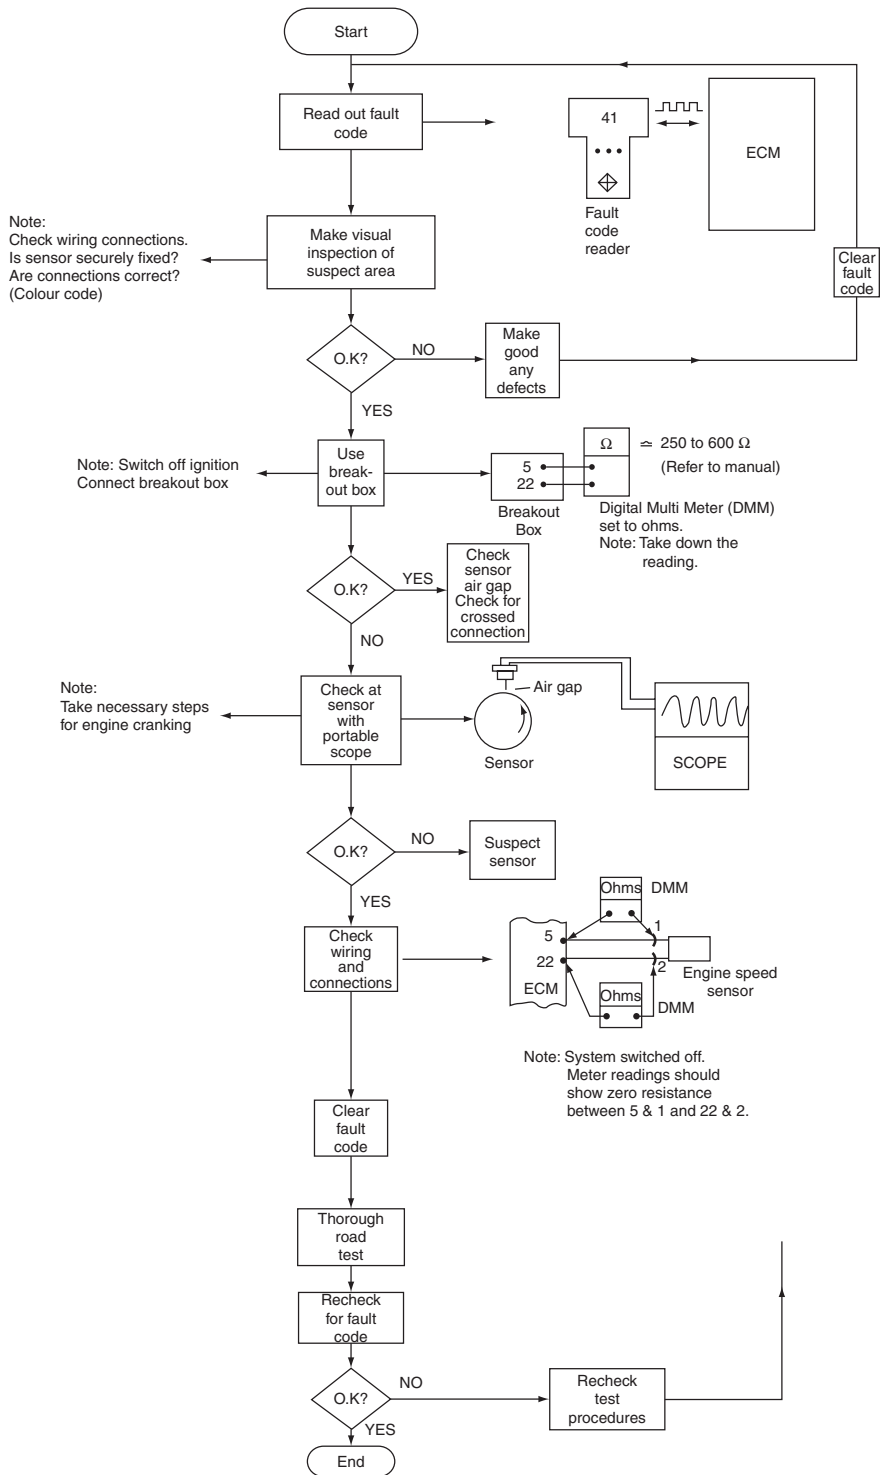 Start
Read out fault
code
41
ECM
Fault
code
reader
Note:
Check wiring connections.
Is sensor securely fixed?
Are connections correct?
(Colour code)
Make visual
inspection of
suspect area
Clear
fault
code
O.K?
NO
Make
good
any
defects
YES
Note: Switch off ignition
Connect breakout box
Use
break-
out box
5
22
Breakout
Box
Ω
≏ 250 to 600 Ω
(Refer to manual)
Digital Multi Meter (DMM)
set to ohms.
Note: Take down the
reading.
O.K?
YES
Check
sensor
air gap
Check for
crossed
connection
NO
Note:
Take necessary steps
for engine cranking
Check at
sensor
with
portable
scope
Air gap
Sensor
SCOPE
O.K?
NO
Suspect
sensor
YES
Check
wiring
and
connections
Ohms
DMM
5
1
22
2
ECM
Engine speed
sensor
Ohms
DMM
Note: System switched off.
Meter readings should
show zero resistance
between 5 & 1 and 22 & 2.
Clear
fault
code
Thorough
road
test
Recheck
for fault
code
O.K?
NO
Recheck
test
procedures
YES
End